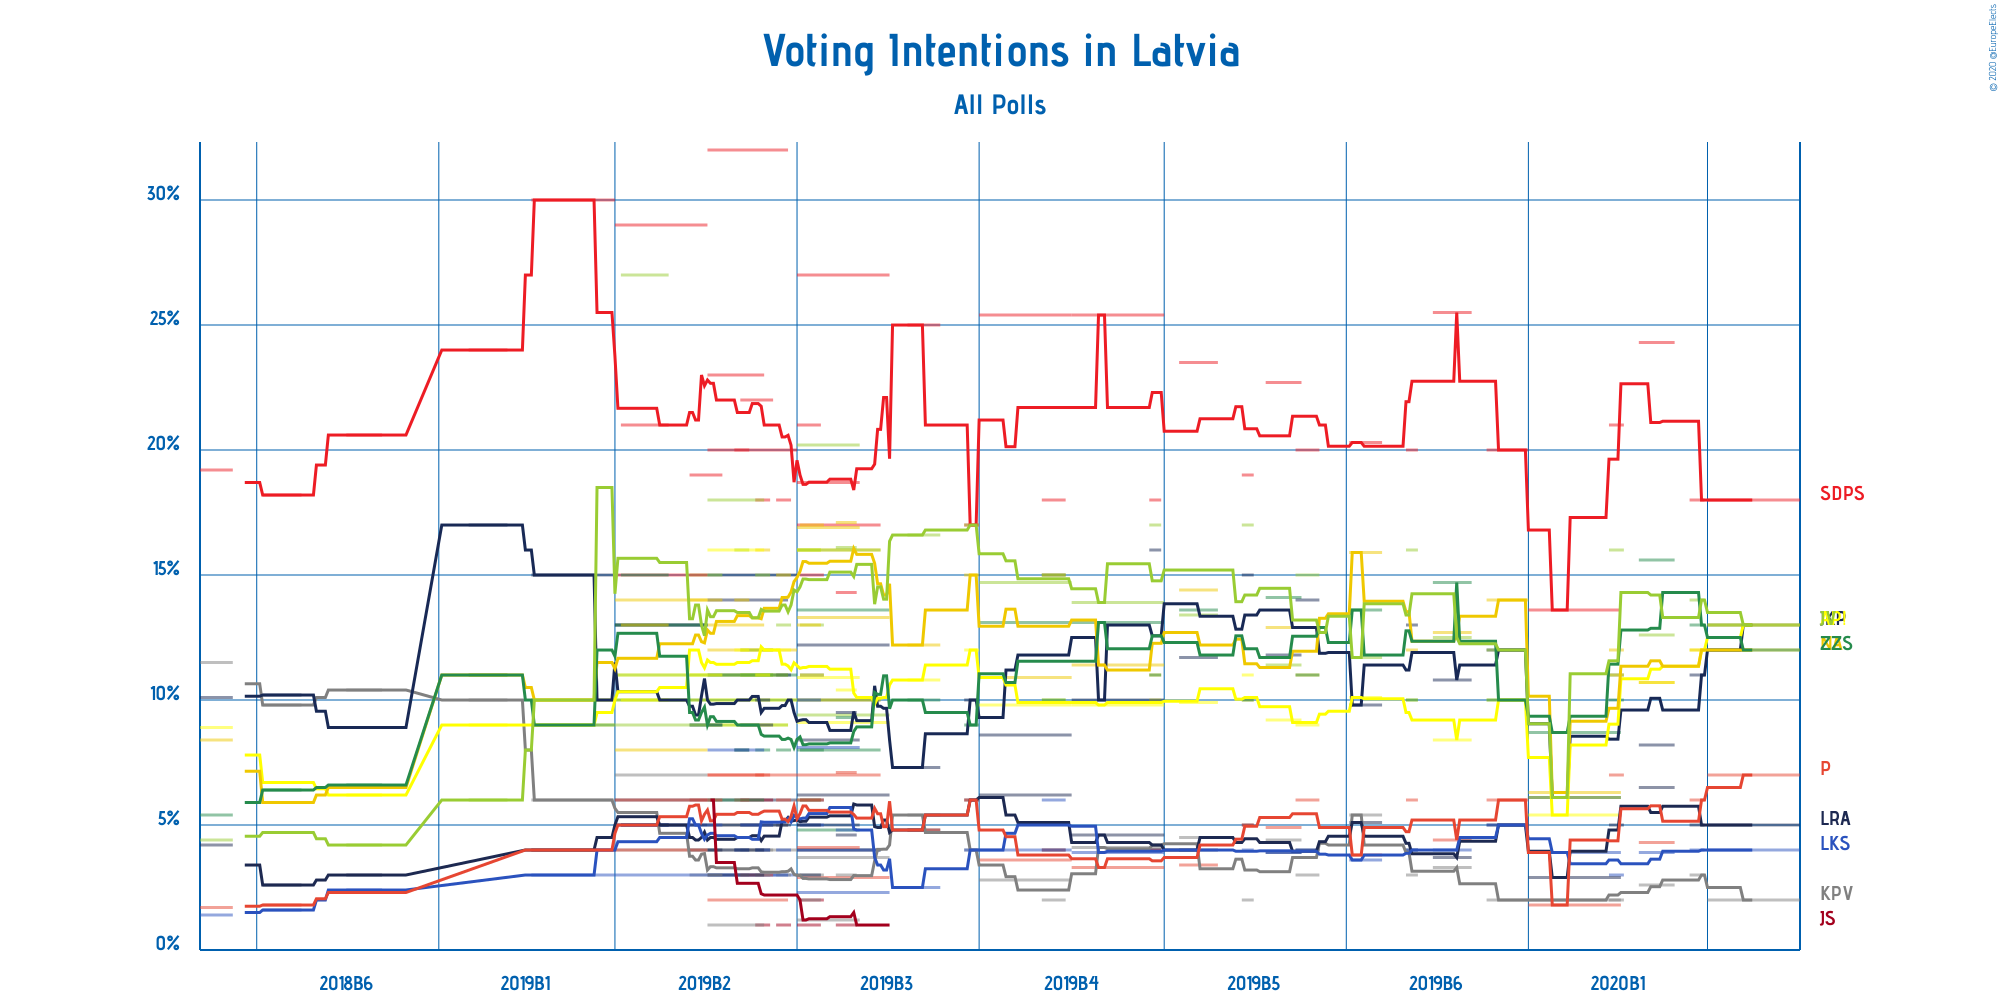 Voting Intentions in Latvia
All Polls
© 2020 @EuropeElects
30%
25%
20%
15%
10%
5%
0%
SDPS
ZZS
P
LRA
LKS
KPV
JS
2018B6
2019B1
2019B2
2019B3
2019B4
2019B5
2019B6
2020B1